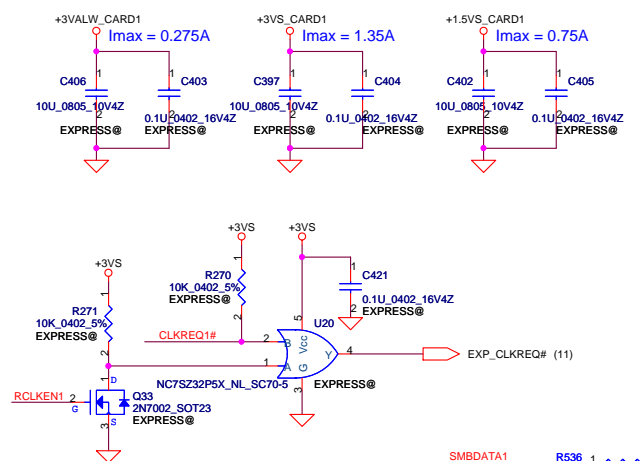 +3VALW_CARD1
Imax = 0.275A
+3VS_CARD1
Imax = 1.35A
+1.5VS_CARD1
Imax = 0.75A
1 C406 1 C403
10U_0805_10V4Z
2 2 0.1U_0402_16V4Z
EXPRESS@ EXPRESS@
1 C397 1 C404
10U_0805_10V4Z
2 2 0.1U_0402_16V4Z
EXPRESS@ EXPRESS@
1 C402 1 C405
10U_0805_10V4Z
2 2 0.1U_0402_16V4Z
EXPRESS@ EXPRESS@
+3VS
+3VS
+3VS
1
R270
10K_0402_5%
EXPRESS@
2
1
C421
0.1U_0402_16V4Z
2
EXPRESS@
1
R271
10K_0402_5%
EXPRESS@
2
CLKREQ1#
5
U20
2 B Vcc
Y 4
EXP_CLKREQ# (11)
1 A G
3
NC7SZ32P5X_NL_SC70-5
EXPRESS@
1 D
RCLKEN1 2
G
Q33
2N7002_SOT23
EXPRESS@
3 S
SMBDATA1
R536 1